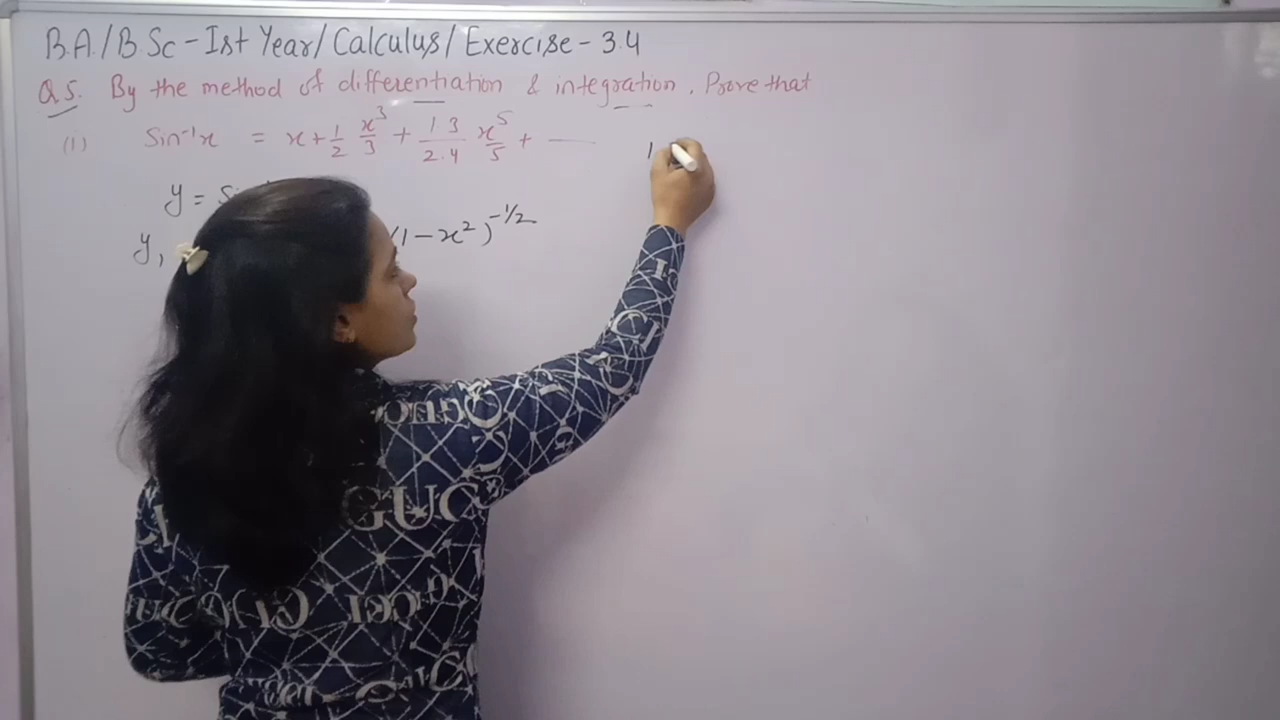 B.A./B.Sc - Ist Year/Calculus/Exercise - 3.4
Q5. By the method of differentiation & integration, Prove that
(i) Sin⁻¹x = x + 1/2 x³/3 + 1.3/2.4 x⁵/5 + ——
y =
y₁ (1 - x²)^-1/2
GUC